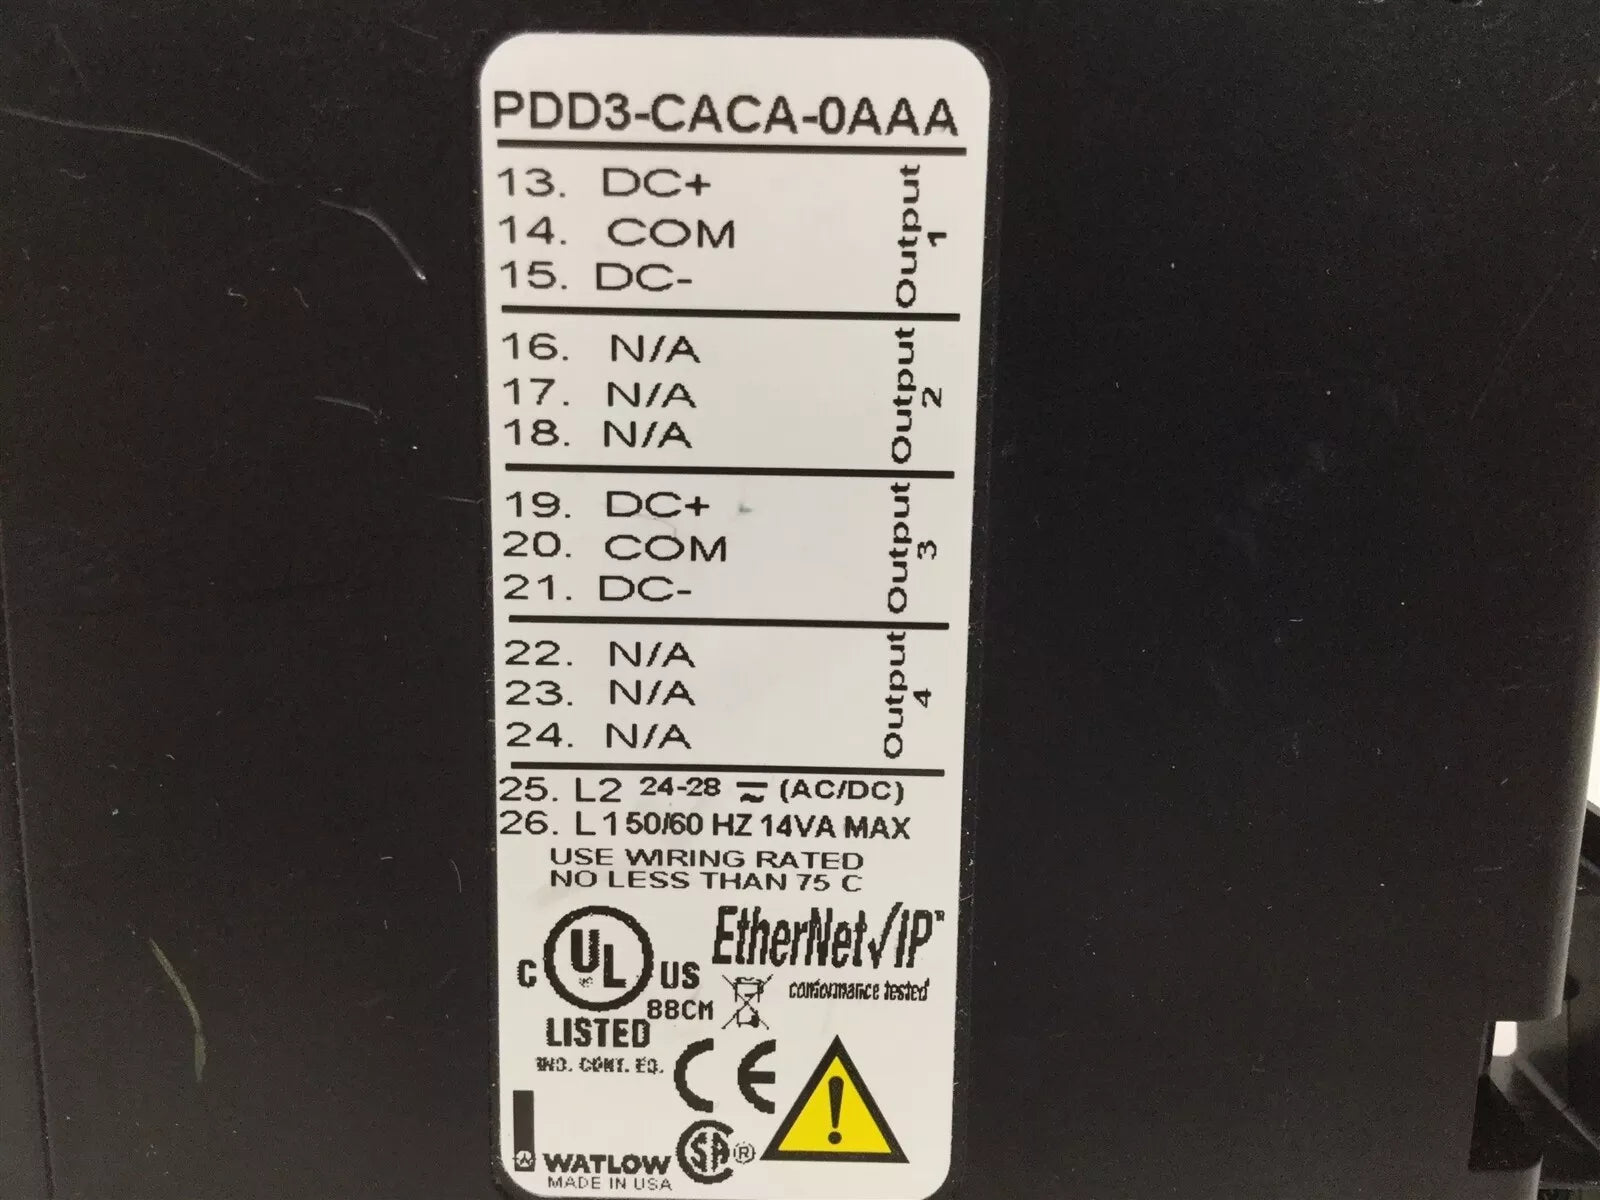 PDD3-CACA-0AAA
13. DC+
14. COM
15. DC-
Output 1
16. N/A
17. N/A
18. N/A
Output 2
19. DC+
20. COM
21. DC-
Output 3
22. N/A
23. N/A
24. N/A
Output 4
25. L2 24-28 ⎓~ (AC/DC)
26. L1 50/60 HZ 14VA MAX
USE WIRING RATED
NO LESS THAN 75 C
C UL US
88CM
LISTED
IND. CONT. EQ.
EtherNet/IP™
conformance tested
CE
WATLOW
SA ®
MADE IN USA